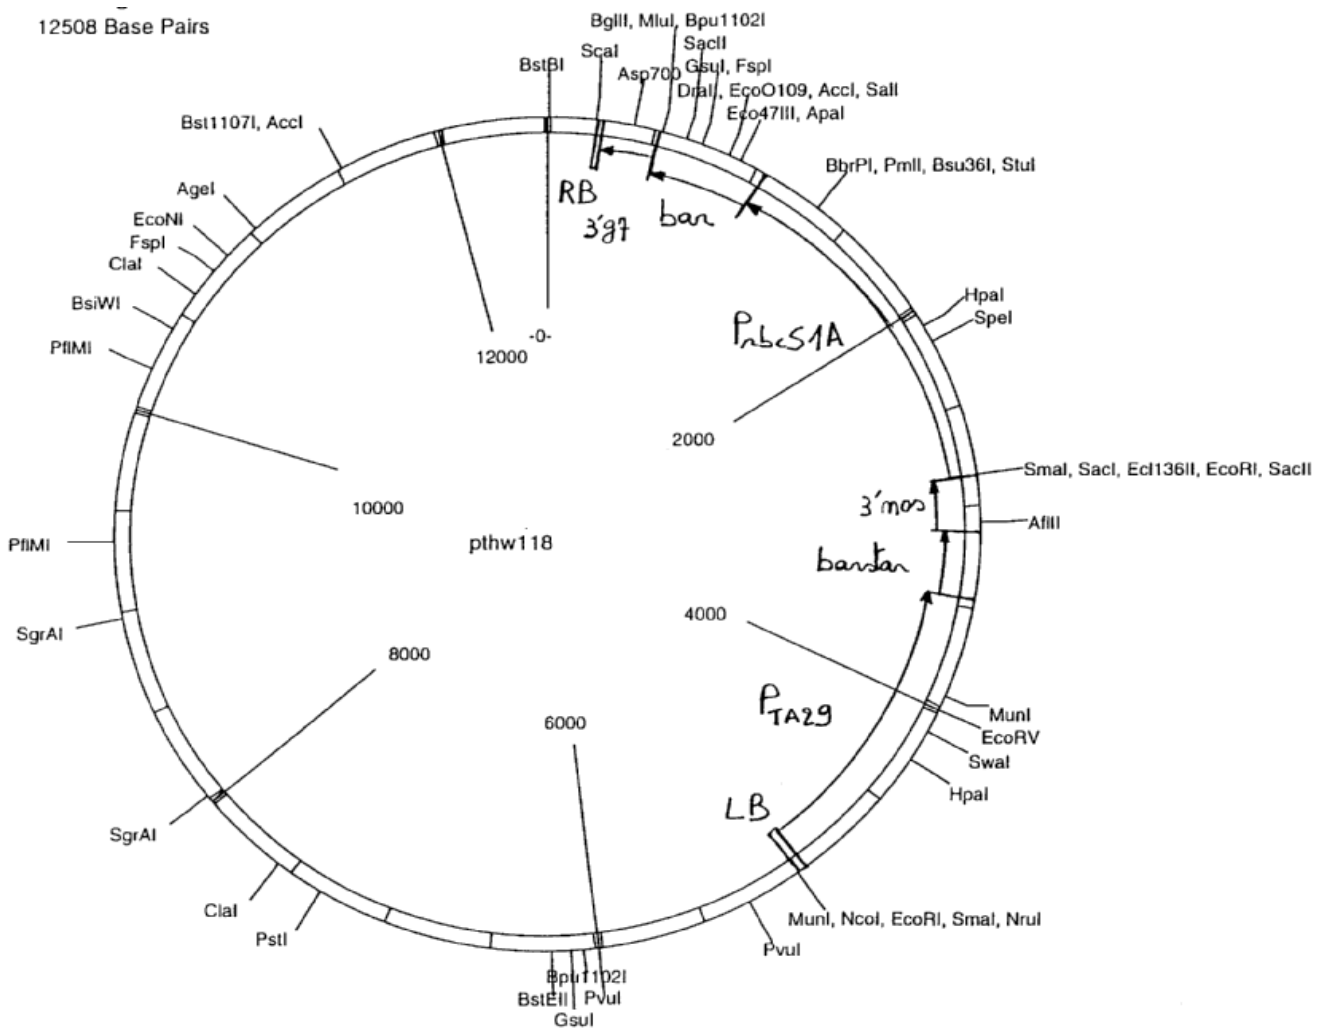 12508 Base Pairs
BglII, MluI, Bpu1102I
SacII
ScaI
GsuI, FspI
BstBI
Asp700
DraII, EcoO109, AccI, SalI
Eco47III, ApaI
Bst1107I, AccI
BbrPI, PmlI, Bsu36I, StuI
AgeI
RB
bar
EcoNI
3'g7
FspI
ClaI
HpaI
BsiWI
SpeI
PrbcS1A
-0-
PflMI
12000
2000
SmaI, SacI, Ecl136II, EcoRI, SacII
3'nos
10000
AflII
PflMI
pthw118
barstar
4000
SgrAI
8000
PTA29
MunI
6000
EcoRV
SwaI
HpaI
LB
SgrAI
ClaI
MunI, NcoI, EcoRI, SmaI, NruI
PstI
PvuI
Bpu1102I
BstEII
PvuI
GsuI